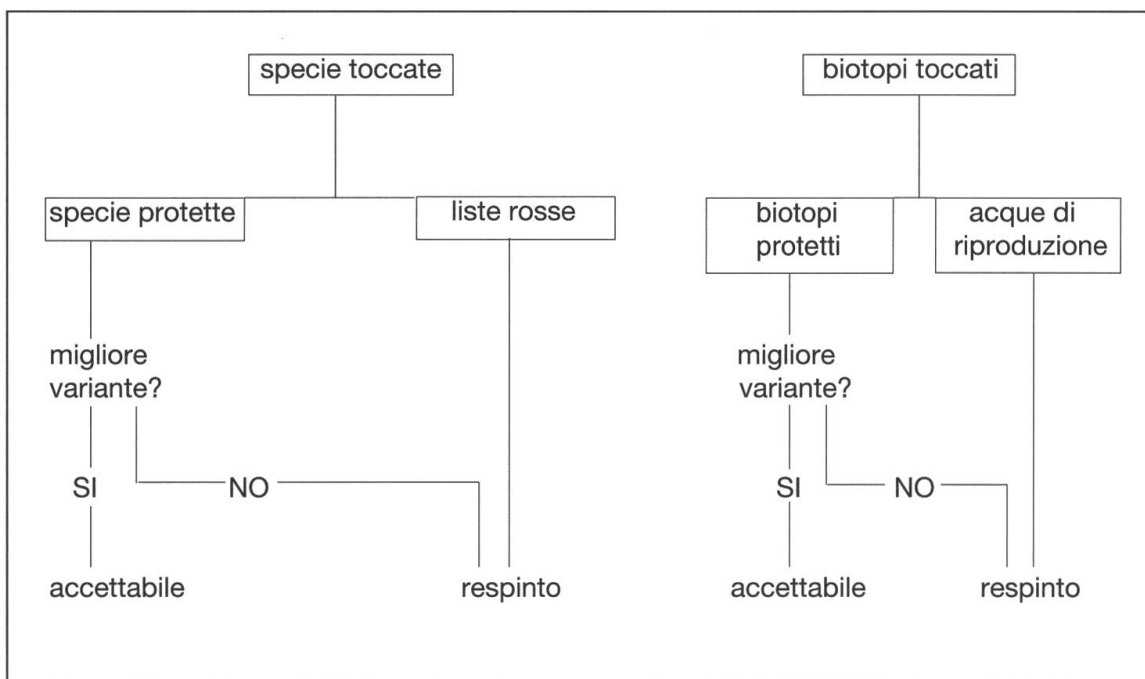 specie toccate
biotopi toccati
specie protette
liste rosse
biotopi
protetti
acque di
riproduzione
migliore
variante?
migliore
variante?
SI
NO
SI
NO
accettabile
respinto
accettabile
respinto